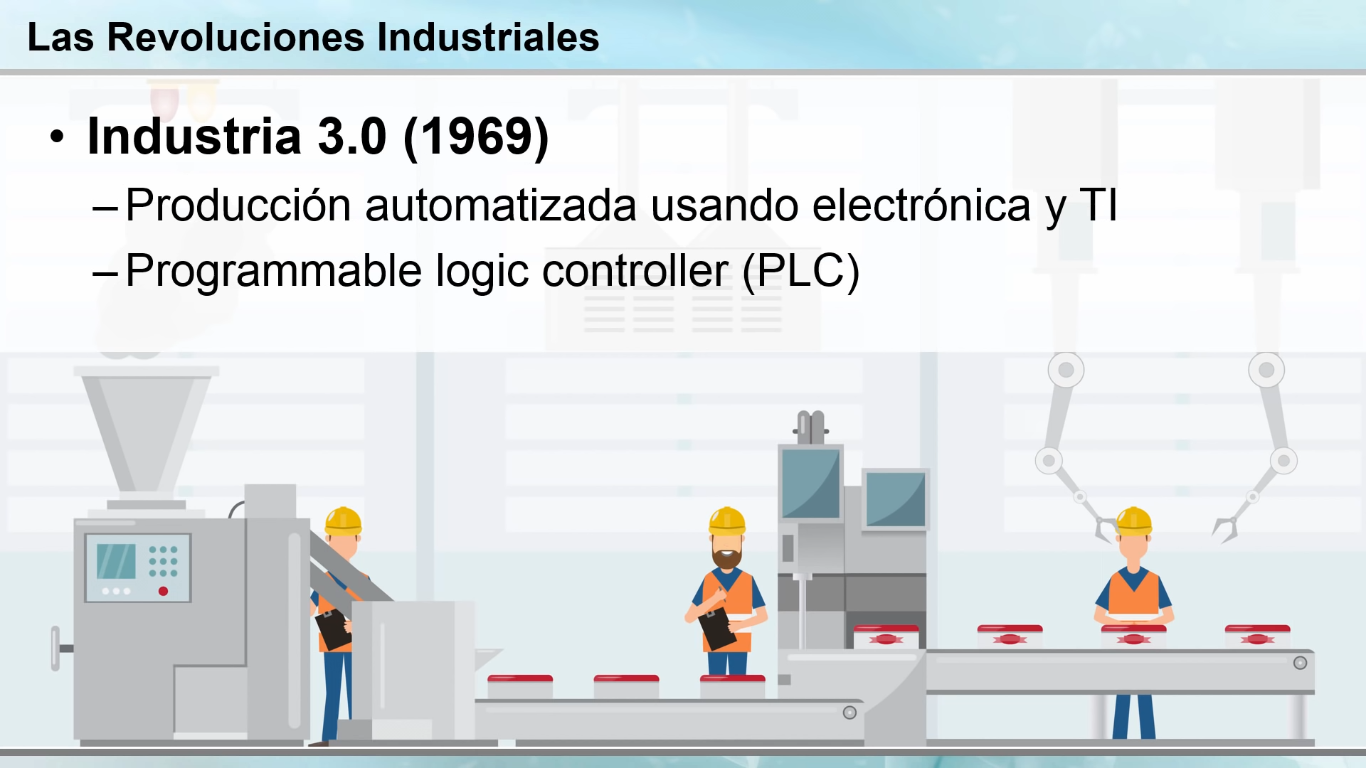 Las Revoluciones Industriales
• Industria 3.0 (1969)
– Producción automatizada usando electrónica y TI
– Programmable logic controller (PLC)